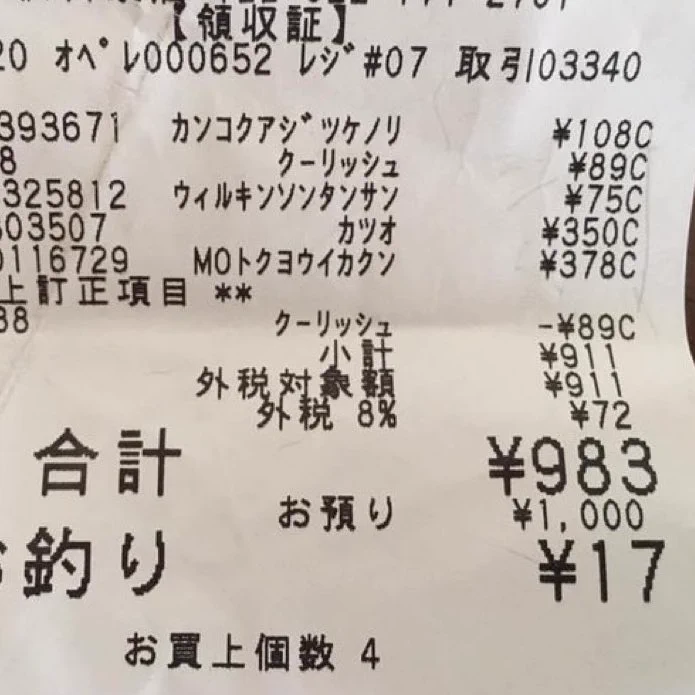 【領収証】
20 オペレ000652 レジ#07 取引03340
393671 カンコクアジツケノリ ¥108C
8 クーリッシュ ¥89C
325812 ウィルキンソンタンサン ¥75C
03507 カツオ ¥350C
0116729 MOトクヨウイカクン ¥378C
上訂正項目 **
88 クーリッシュ -¥89C
小計 ¥911
外税対象額 ¥911
外税 8% ¥72
合計 ¥983
お預り ¥1,000
お釣り ¥17
お買上個数 4